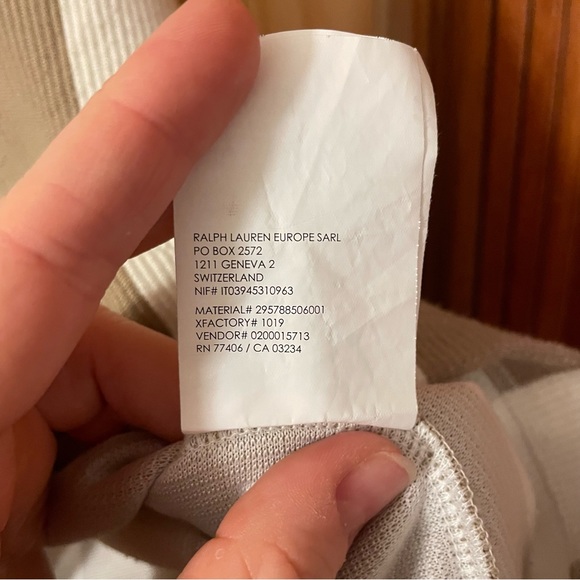 RALPH LAUREN EUROPE SARL
PO BOX 2572
1211 GENEVA 2
SWITZERLAND
NIF# IT03945310963
MATERIAL# 295788506001
XFACTORY# 1019
VENDOR# 0200015713
RN 77406 / CA 03234